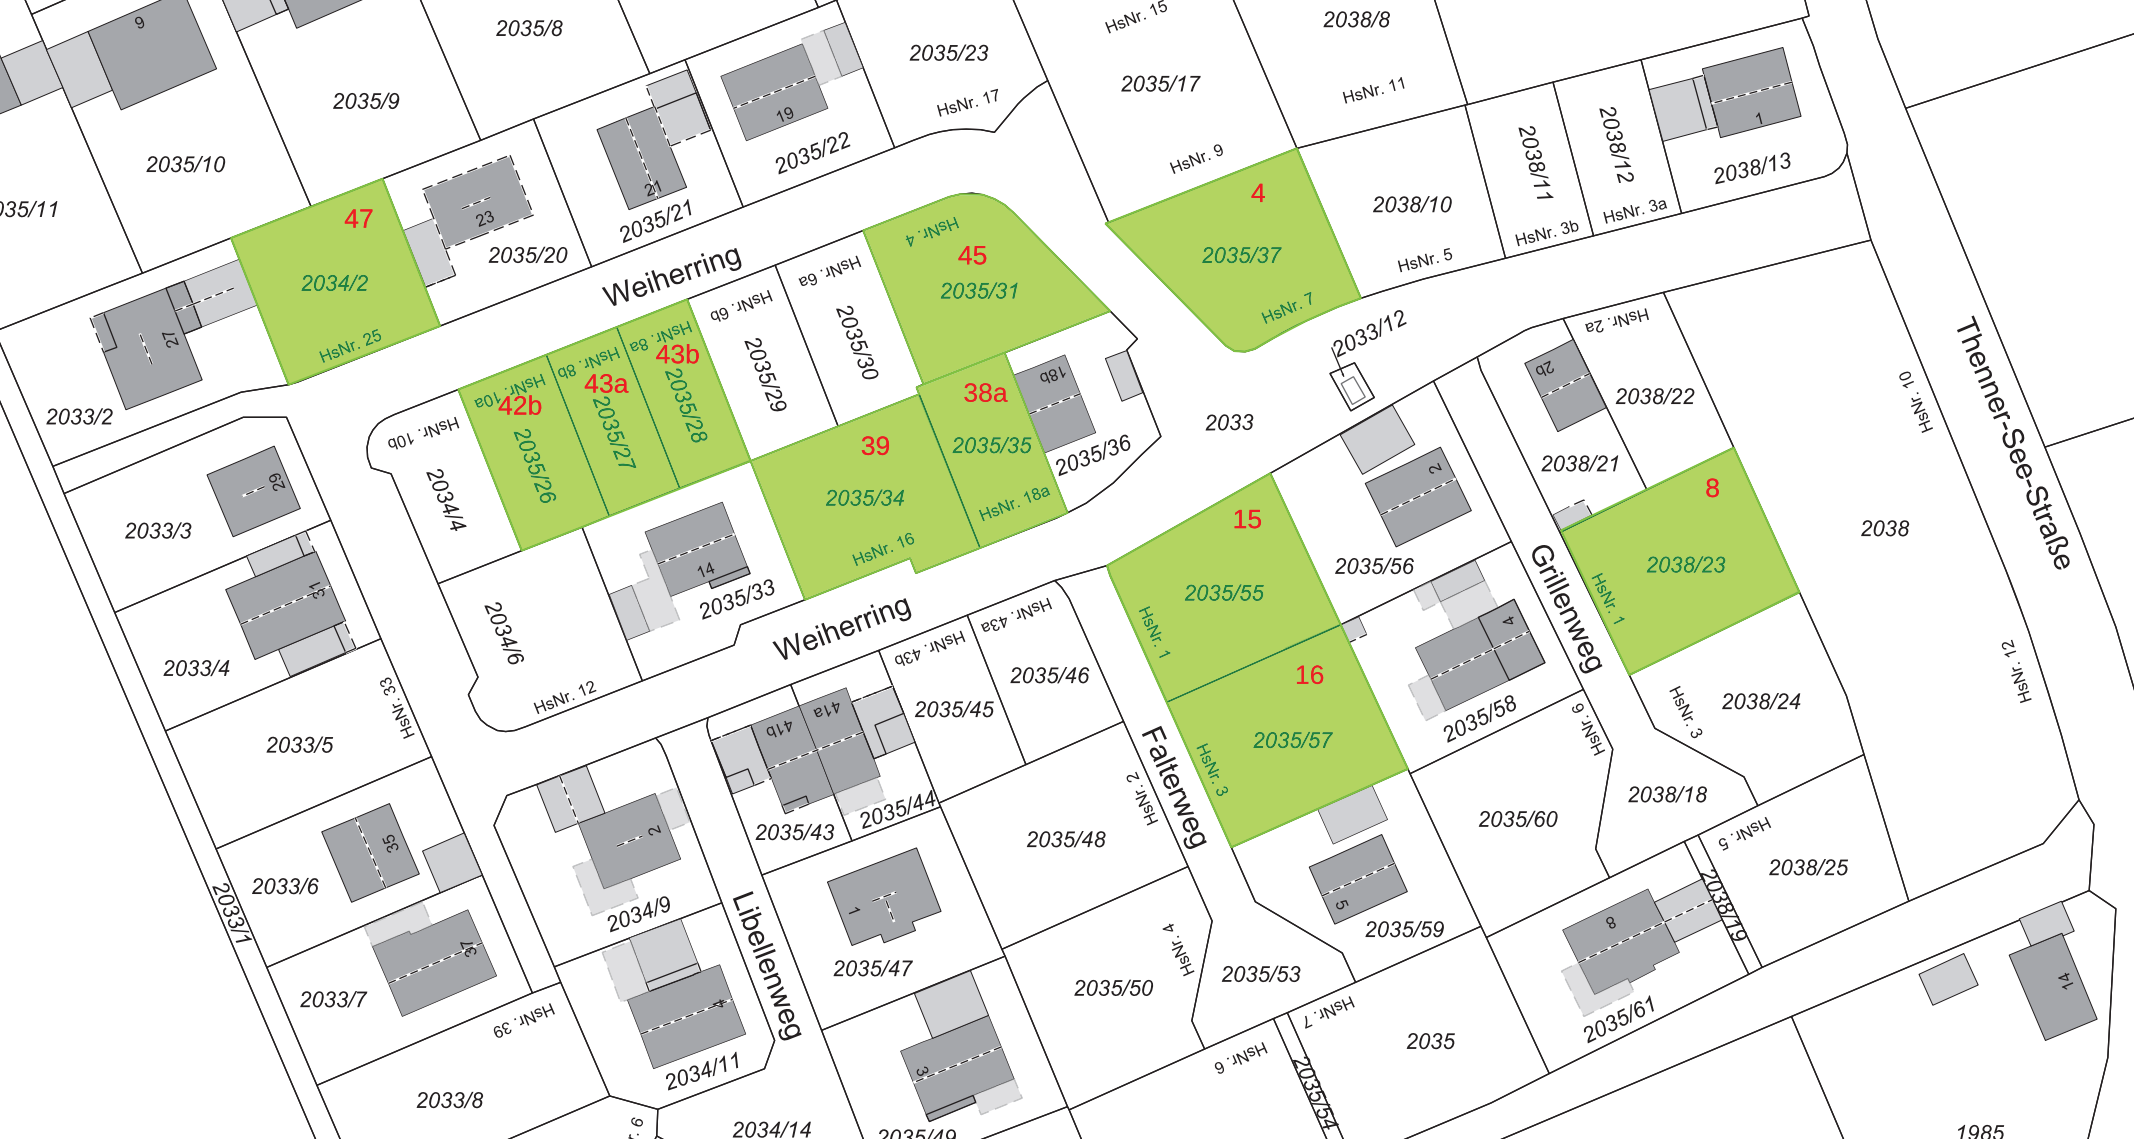 9
2035/8
2035/23
HsNr. 15
2038/8
2035/9
2035/17
HsNr. 11
19
HsNr. 17
2035/10
21
2035/22
HsNr. 9
2038/11
2038/12
1
2038/13
47
23
2035/21
4
2038/10
2034/2
2035/20
HsNr. 4
45
2035/31
2035/37
HsNr. 5
HsNr. 3b
HsNr. 3a
Weiherring
HsNr. 25
27
HsNr. 6b
HsNr. 6a
HsNr. 7
2033/12
HsNr. 2a
Thenner-See-Straße
2033/2
HsNr. 10b
HsNr. 10a
42b
HsNr. 8b
43a
HsNr. 8a
43b
2035/29
2035/30
38a
18b
2033
2b
2038/22
HsNr. 10
2034/4
2035/26
2035/27
2035/28
39
2035/34
2035/35
2035/36
2
2038/21
8
29
2033/3
HsNr. 16
HsNr. 18a
15
2035/55
2035/56
Grillenweg
2038/23
2038
31
2033/4
2034/6
14
2035/33
Weiherring
HsNr. 1
4
HsNr. 1
HsNr. 12
HsNr. 33
HsNr. 12
HsNr. 43b
HsNr. 43a
2035/46
16
2035/57
2035/58
HsNr. 6
HsNr. 3
2038/24
2033/5
41b
41a
2035/45
Falterweg
HsNr. 3
2035/43
2035/44
HsNr. 2
2035/48
2035/60
2038/18
HsNr. 5
2038/25
35
2033/6
2
2034/9
Libellenweg
1
2035/47
5
2035/59
8
2038/19
2033/1
37
2033/7
HsNr. 39
4
2034/11
HsNr. 4
2035/50
2035/53
HsNr. 7
2035
2035/61
14
2033/8
3
HsNr. 6
2035/54
2034/14
2035/49
1985